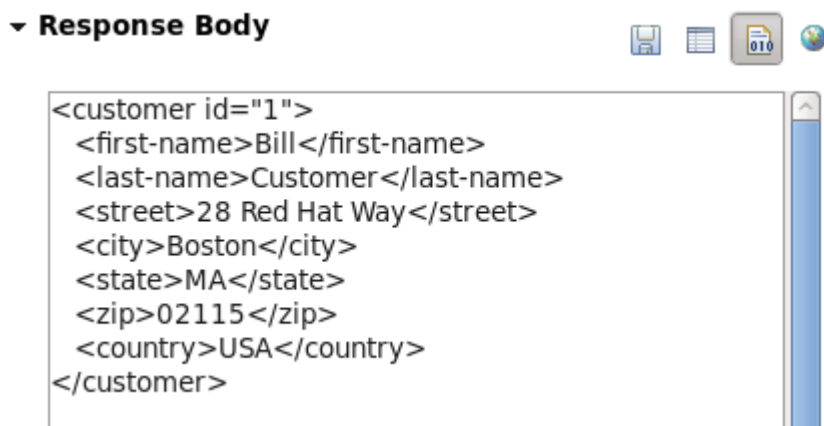 Response Body
010
<customer id="1">
   <first-name>Bill</first-name>
   <last-name>Customer</last-name>
   <street>28 Red Hat Way</street>
   <city>Boston</city>
   <state>MA</state>
   <zip>02115</zip>
   <country>USA</country>
</customer>